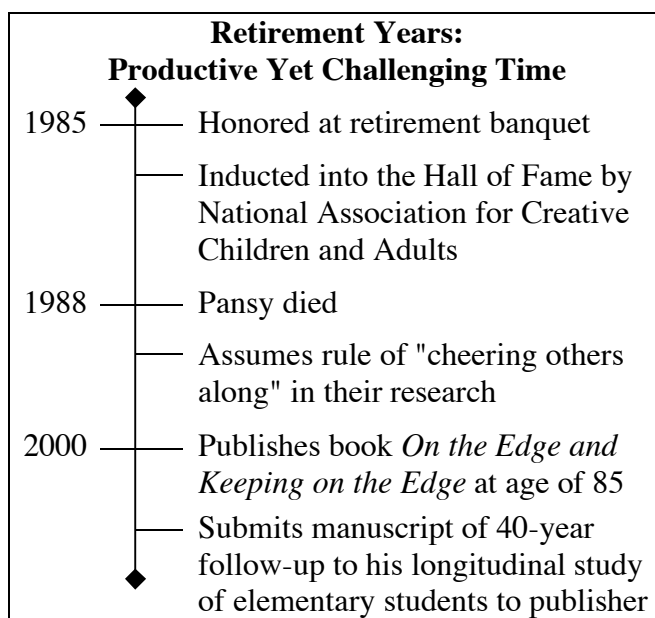 Retirement Years:
Productive Yet Challenging Time
1985 Honored at retirement banquet
Inducted into the Hall of Fame by
National Association for Creative
Children and Adults
1988 Pansy died
Assumes rule of "cheering others
along" in their research
2000 Publishes book On the Edge and
Keeping on the Edge at age of 85
Submits manuscript of 40-year
follow-up to his longitudinal study
of elementary students to publisher